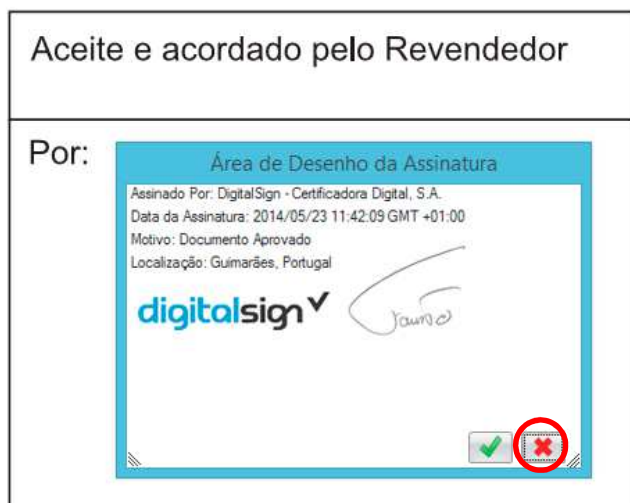 Aceite e acordado pelo Revendedor
Por:
Área de Desenho da Assinatura
Assinado Por: DigitalSign - Certificadora Digital, S.A.
Data da Assinatura: 2014/05/23 11:42:09 GMT +01:00
Motivo: Documento Aprovado
Localização: Guimarães, Portugal
digitalsign